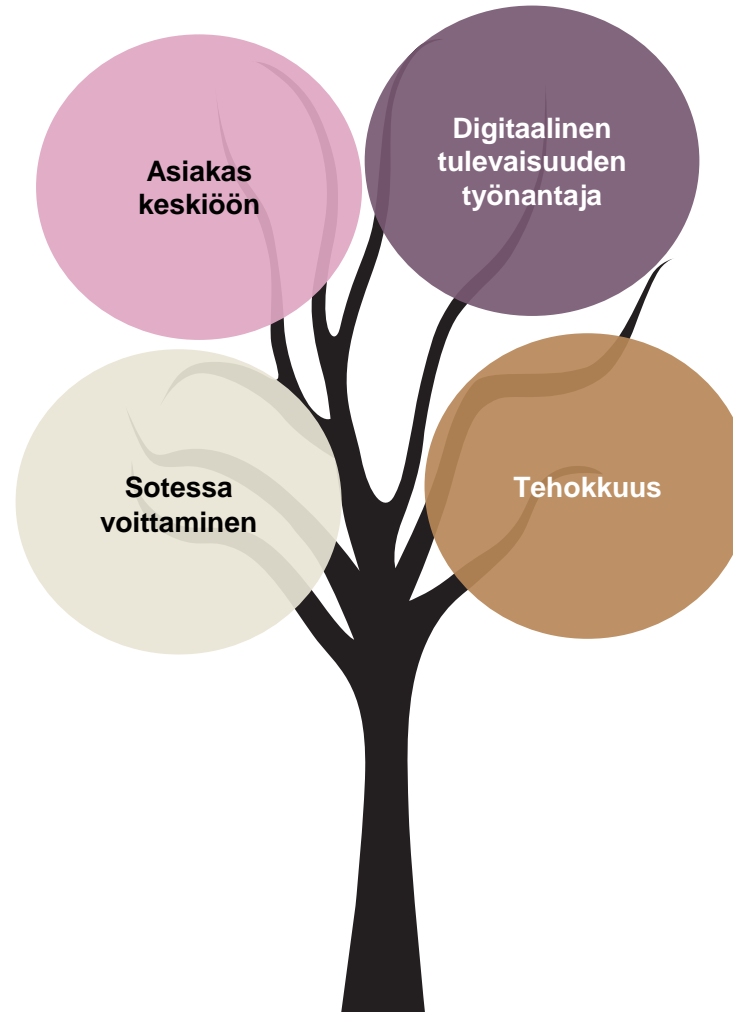 Asiakas
keskiöön
Digitaalinen
tulevaisuuden
työnantaja
Sotessa
voittaminen
Tehokkuus